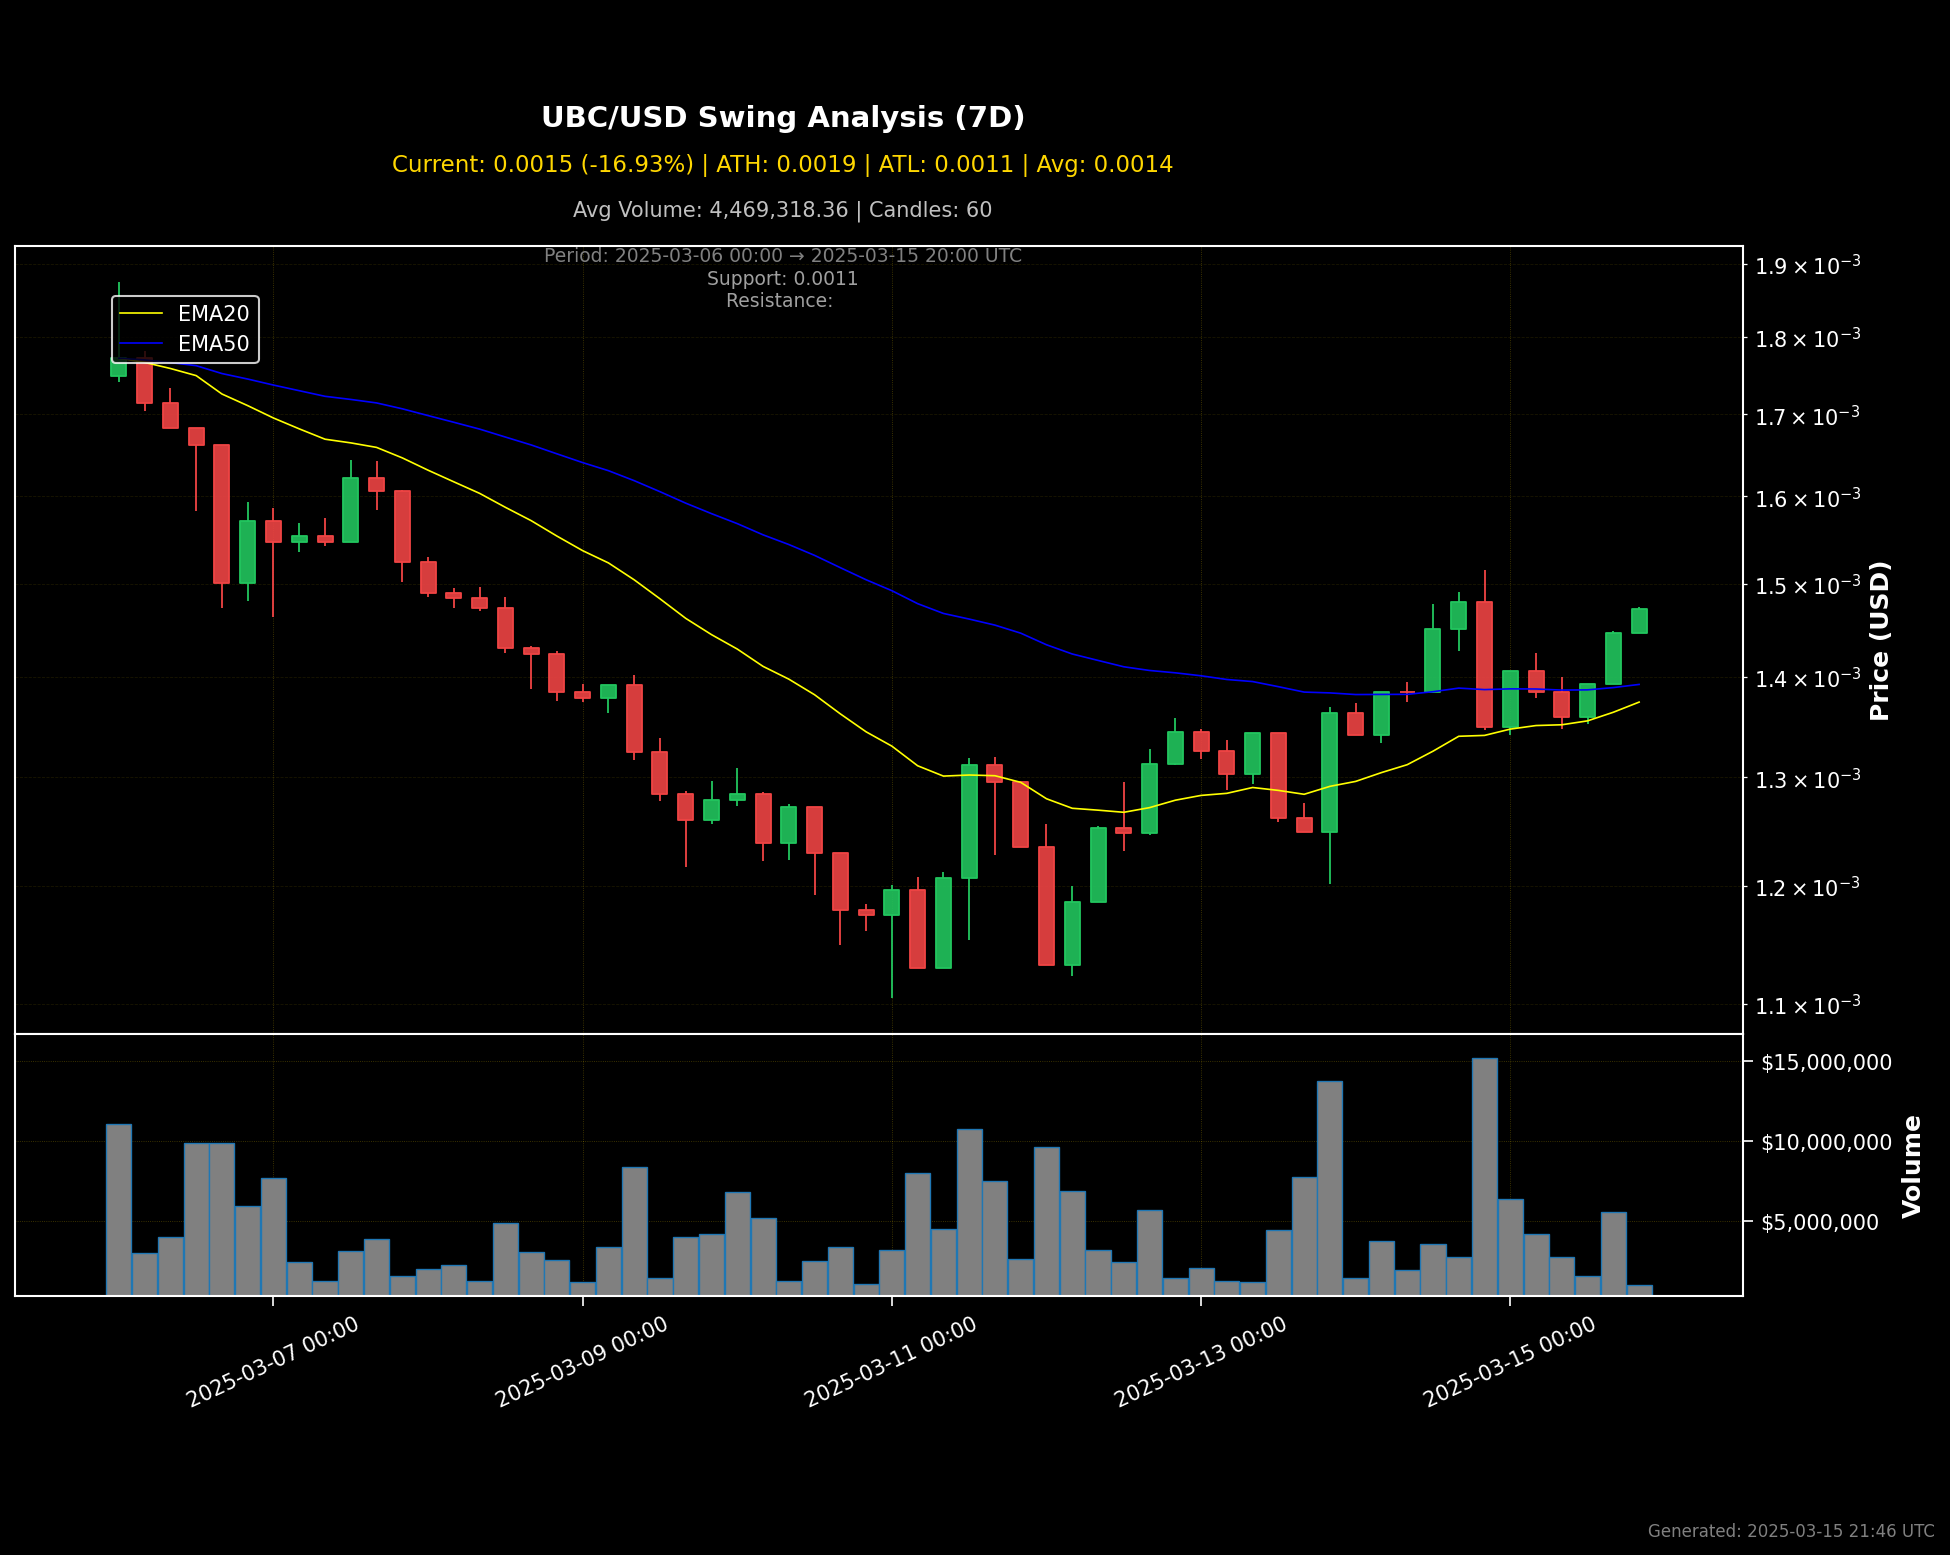 UBC/USD Swing Analysis (7D)
Current: 0.0015 (-16.93%) | ATH: 0.0019 | ATL: 0.0011 | Avg: 0.0014
Avg Volume: 4,469,318.36 | Candles: 60
Period: 2025-03-06 00:00 → 2025-03-15 20:00 UTC
Support: 0.0011
Resistance:
EMA20
EMA50
1.9 × 10⁻³
1.8 × 10⁻³
1.7 × 10⁻³
1.6 × 10⁻³
1.5 × 10⁻³
1.4 × 10⁻³
1.3 × 10⁻³
1.2 × 10⁻³
1.1 × 10⁻³
Price (USD)
$15,000,000
$10,000,000
$5,000,000
Volume
2025-03-07 00:00
2025-03-09 00:00
2025-03-11 00:00
2025-03-13 00:00
2025-03-15 00:00
Generated: 2025-03-15 21:46 UTC